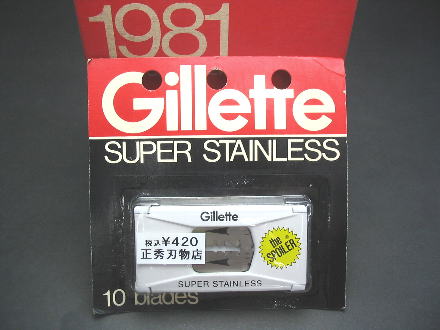 1981
Gillette
SUPER STAINLESS
Gillette
税込¥420
正秀刃物店
the
SPOILER
SUPER STAINLESS
10 blades